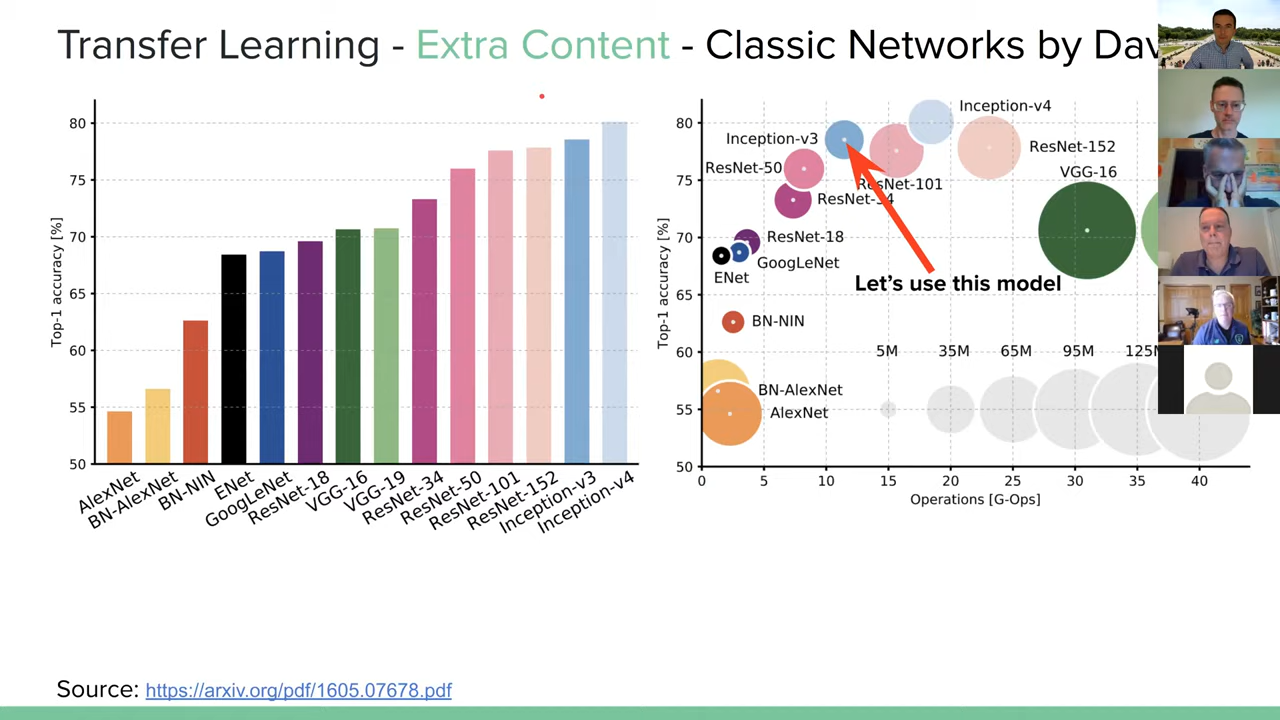 Transfer Learning - Extra Content - Classic Networks by Dav
80
75
70
65
60
55
50
Top-1 accuracy [%]
AlexNet
BN-AlexNet
BN-NIN
ENet
GoogLeNet
ResNet-18
VGG-16
VGG-19
ResNet-34
ResNet-50
ResNet-101
ResNet-152
Inception-v3
Inception-v4
80
75
70
65
60
55
50
Top-1 accuracy [%]
Inception-v4
Inception-v3
ResNet-152
ResNet-50
VGG-16
ResNet-101
ResNet-34
ResNet-18
GoogLeNet
ENet
Let's use this model
BN-NIN
5M 35M 65M 95M 125M
BN-AlexNet
AlexNet
0 5 10 15 20 25 30 35 40
Operations [G-Ops]
Source: https://arxiv.org/pdf/1605.07678.pdf